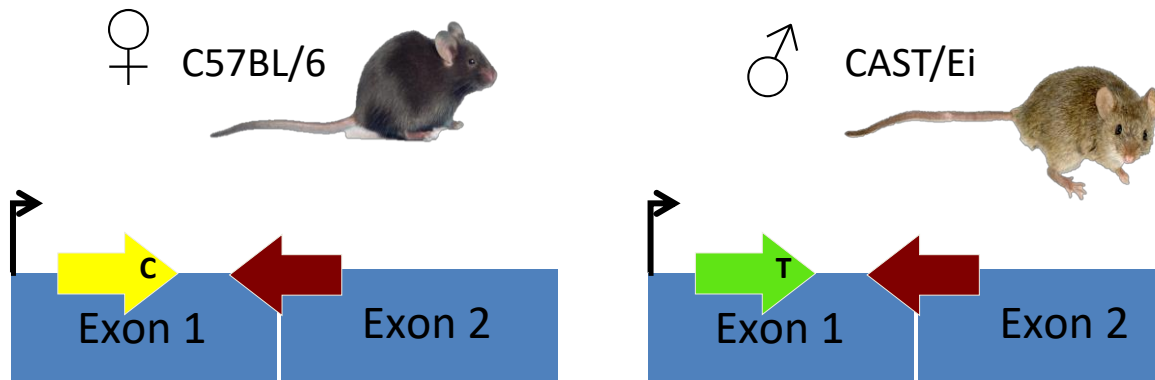 C57BL/6
CAST/Ei
C
Exon 1
Exon 2
T
Exon 1
Exon 2